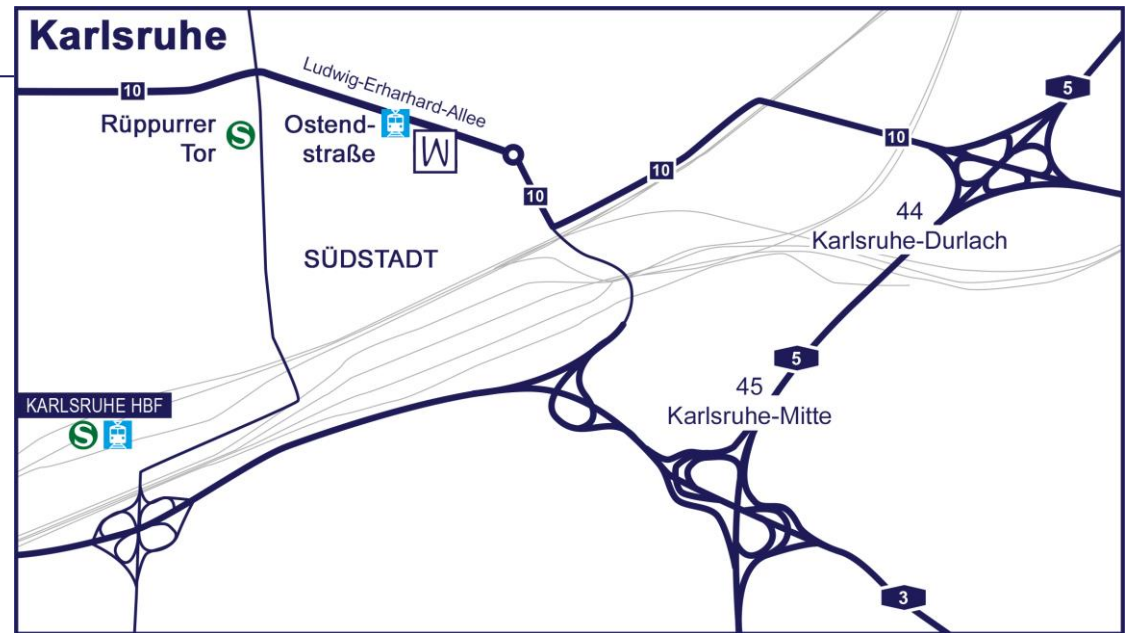 Karlsruhe
10
Ludwig-Erharhard-Allee
5
Rüppurrer
Tor
S
Ostend-
straße
W
10
10
10
44
Karlsruhe-Durlach
SÜDSTADT
5
45
Karlsruhe-Mitte
KARLSRUHE HBF
S
3